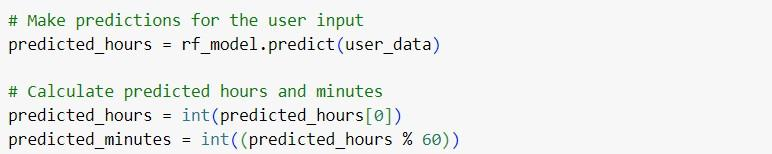 # Make predictions for the user input
predicted_hours = rf_model.predict(user_data)
# Calculate predicted hours and minutes
predicted_hours = int(predicted_hours[0])
predicted_minutes = int((predicted_hours % 60))